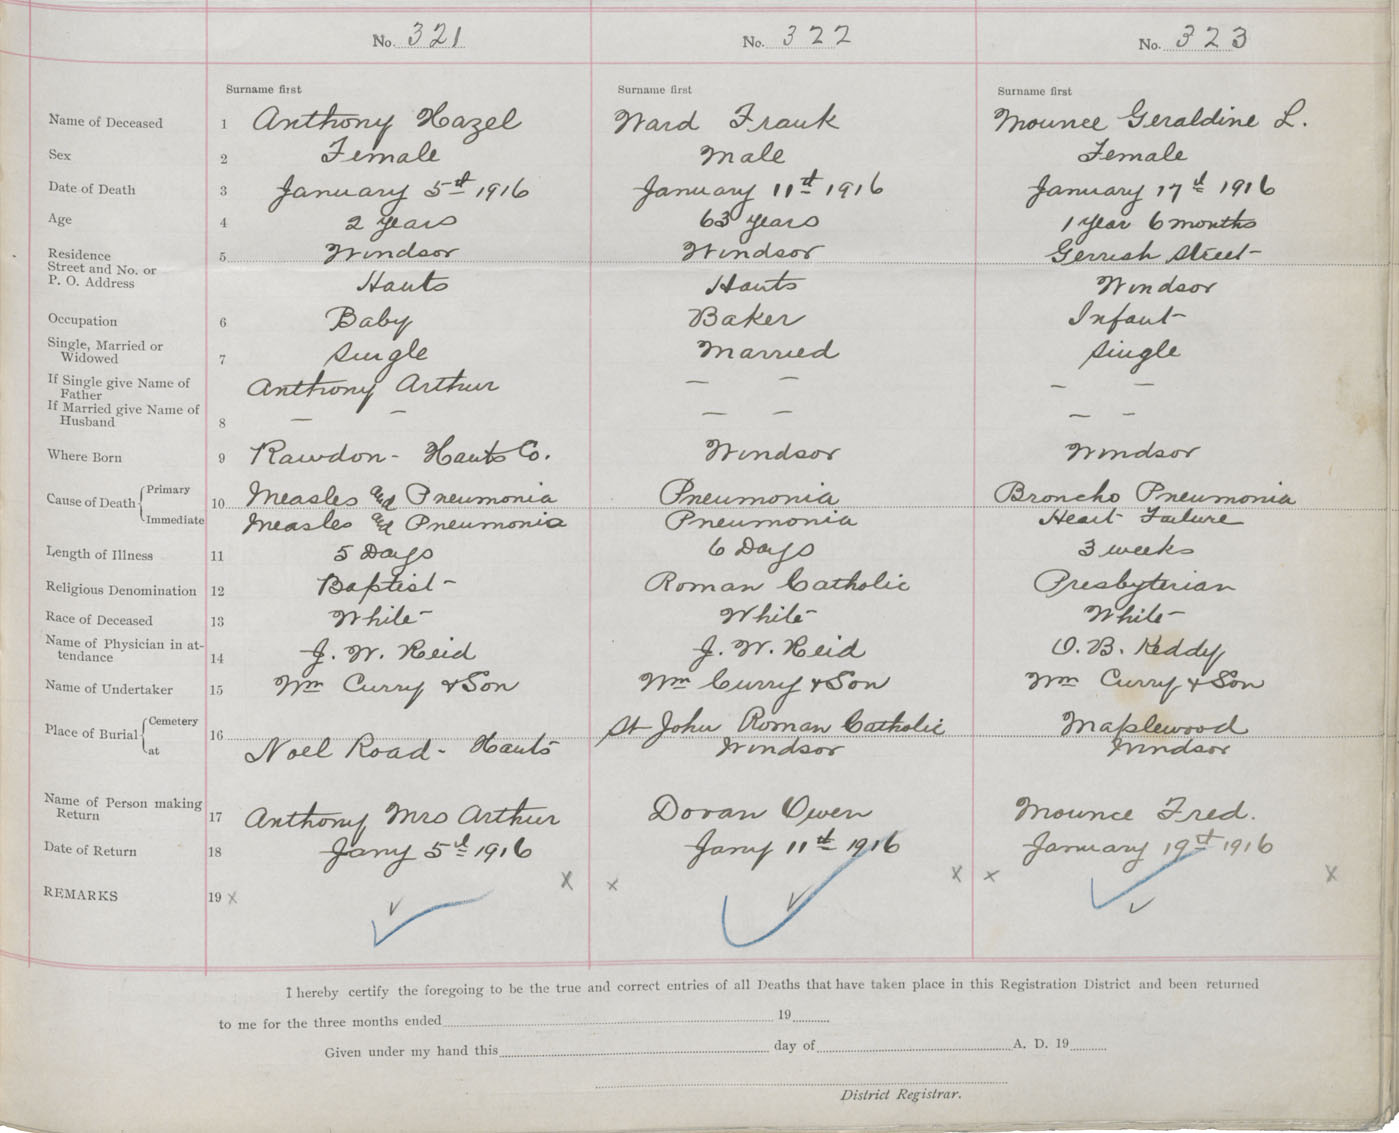 No. 321 No. 322 No. 323
Surname first Surname first Surname first
Name of Deceased 1 Anthony Hazel Ward Frank Mounce Geraldine L.
Sex 2 Female Male Female
Date of Death 3 January 5th 1916 January 11th 1916 January 17th 1916
Age 4 2 years 63 years 1 year 6 months
Residence 5 Windsor Windsor Gerrish Street
Street and No. or
P. O. Address Hants Hants Windsor
Occupation 6 Baby Baker Infant
Single, Married or
Widowed 7 Single Married Single
If Single give Name of
Father Anthony Arthur — — — —
If Married give Name of
Husband 8 — — — — — —
Where Born 9 Rawdon - Hants Co. Windsor Windsor
Cause of Death Primary 10 Measles and Pneumonia Pneumonia Broncho Pneumonia
Immediate Measles and Pneumonia Pneumonia Heart Failure
Length of Illness 11 5 Days 6 Days 3 weeks
Religious Denomination 12 Baptist Roman Catholic Presbyterian
Race of Deceased 13 White White White
Name of Physician in at-
tendance 14 J. W. Reid J. W. Reid O. B. Keddy
Name of Undertaker 15 Wm Curry & Son Wm Curry & Son Wm Curry & Son
Place of Burial Cemetery 16 St John Roman Catholic Maplewood
at Noel Road - Hants Windsor Windsor
Name of Person making
Return 17 Anthony Mrs Arthur Doran Owen Mounce Fred.
Date of Return 18 Jany 5th 1916 Jany 11th 1916 January 19th 1916
REMARKS 19 x x x x x x
I hereby certify the foregoing to be the true and correct entries of all Deaths that have taken place in this Registration District and been returned
to me for the three months ended 19
Given under my hand this day of A. D. 19
District Registrar.